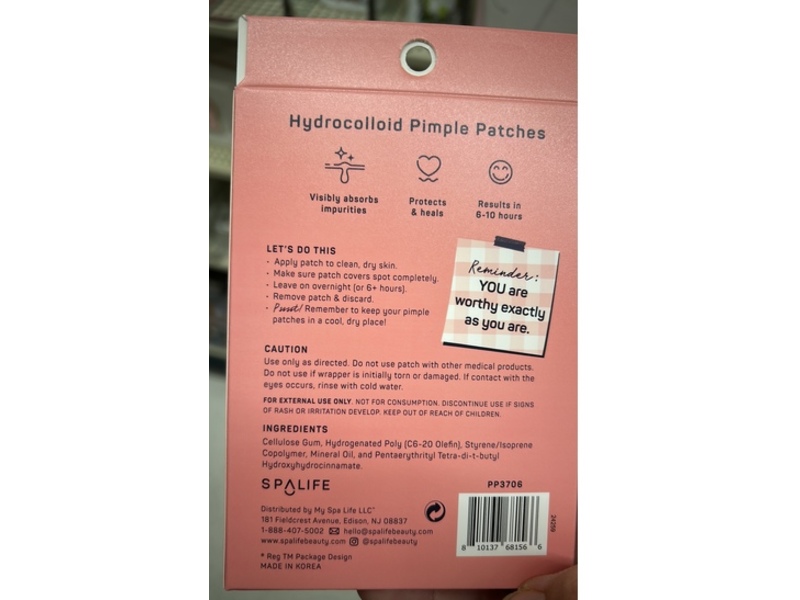 Hydrocolloid Pimple Patches
Visibly absorbs
impurities
Protects
& heals
Results in
6-10 hours
LET'S DO THIS
• Apply patch to clean, dry skin.
• Make sure patch covers spot completely.
• Leave on overnight (or 6+ hours).
• Remove patch & discard.
• Pssst! Remember to keep your pimple
patches in a cool, dry place!
Reminder:
YOU are
worthy exactly
as you are.
CAUTION
Use only as directed. Do not use patch with other medical products.
Do not use if wrapper is initially torn or damaged. If contact with the
eyes occurs, rinse with cold water.
FOR EXTERNAL USE ONLY. NOT FOR CONSUMPTION. DISCONTINUE USE IF SIGNS
OF RASH OR IRRITATION DEVELOP. KEEP OUT OF REACH OF CHILDREN.
INGREDIENTS
Cellulose Gum, Hydrogenated Poly (C6-20 Olefin), Styrene/Isoprene
Copolymer, Mineral Oil, and Pentaerythrityl Tetra-di-t-butyl
Hydroxyhydrocinnamate.
SPALIFE
PP3706
Distributed by My Spa Life LLC
181 Fieldcrest Avenue, Edison, NJ 08837
1-888-407-5002 hello@spalifebeauty.com
www.spalifebeauty.com @spalifebeauty
® Reg TM Package Design
MADE IN KOREA
8 10137 68156 6
24259